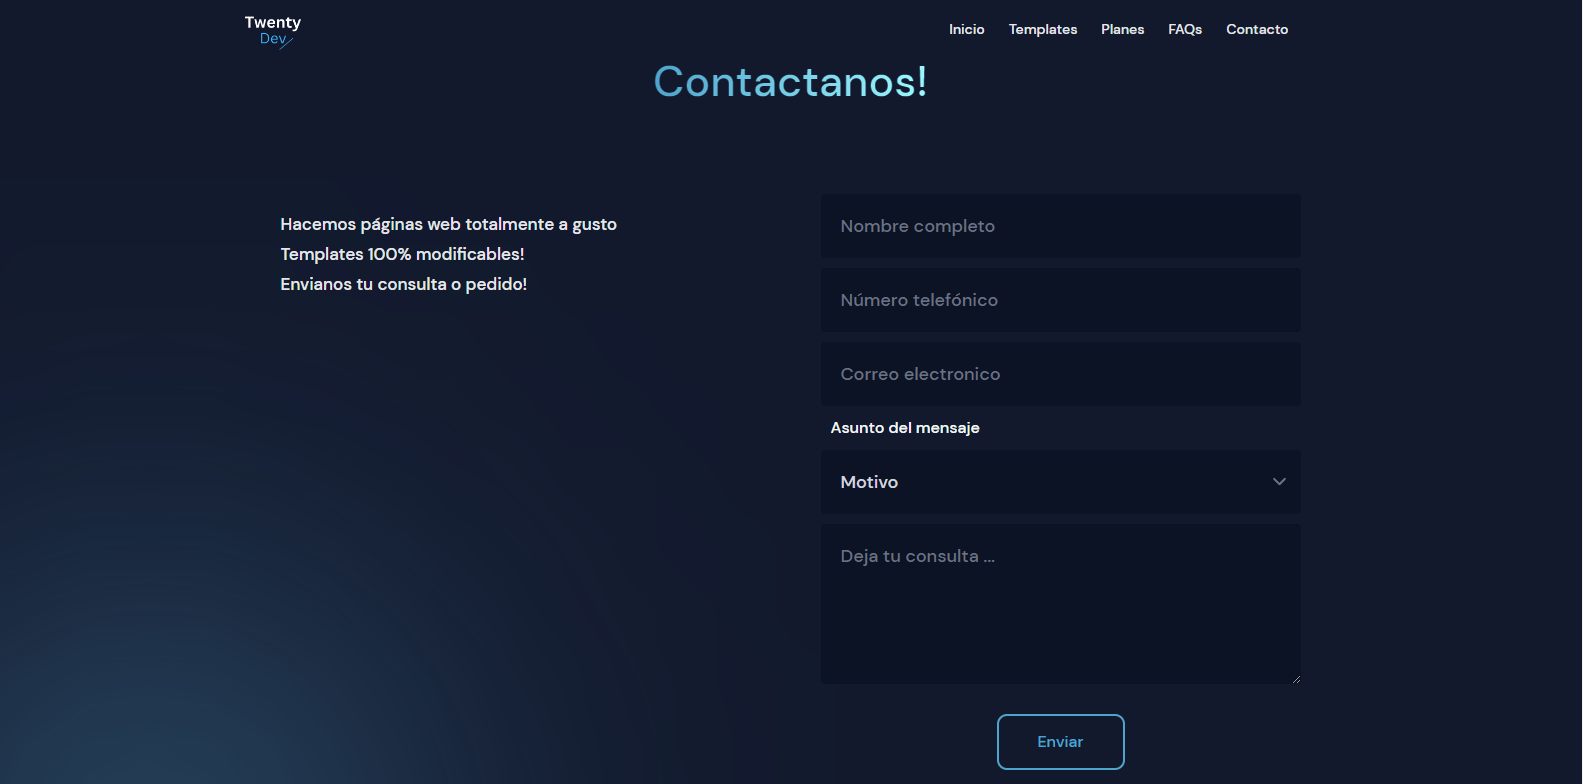 Twenty
Dev
Inicio Templates Planes FAQs Contacto
Contactanos!
Hacemos páginas web totalmente a gusto
Templates 100% modificables!
Envianos tu consulta o pedido!
Nombre completo
Número telefónico
Correo electronico
Asunto del mensaje
Motivo
Deja tu consulta ...
Enviar